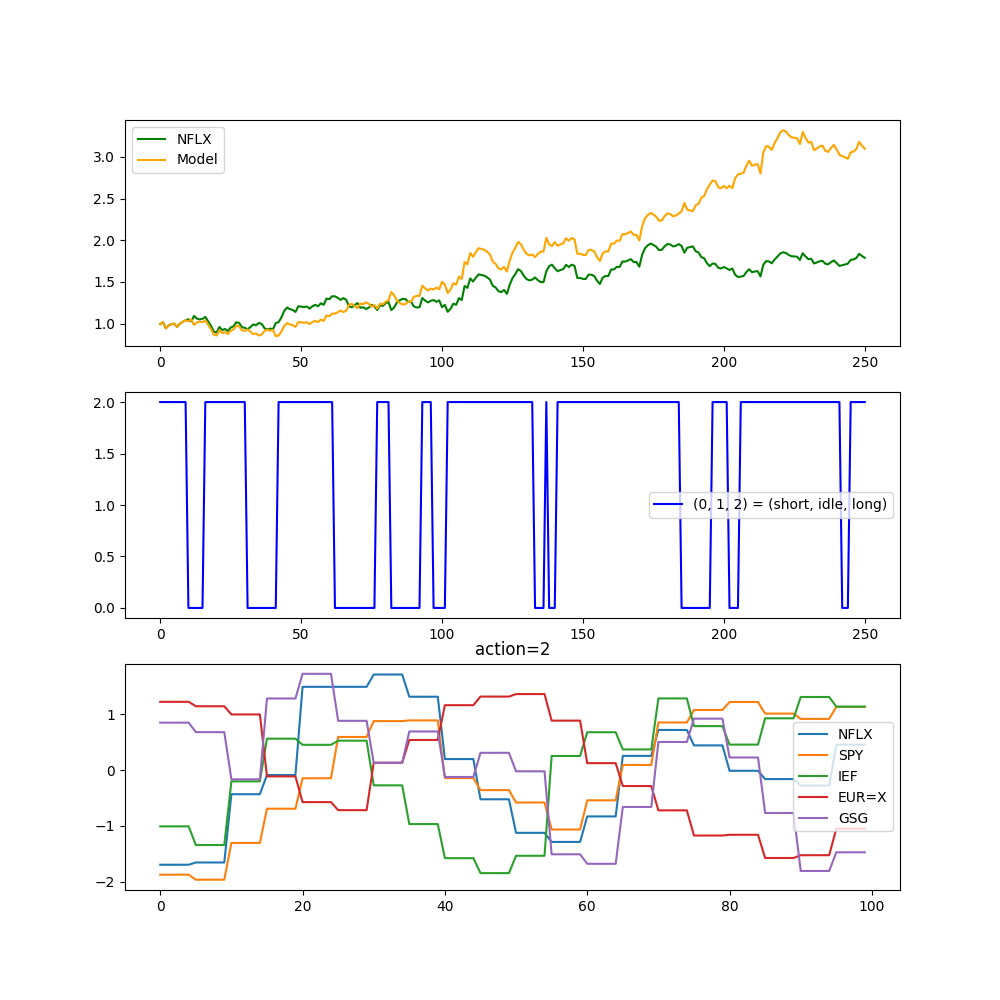 NFLX
Model
3.0
2.5
2.0
1.5
1.0
0 50 100 150 200 250
2.0
1.5
1.0
0.5
0.0
(0, 1, 2) = (short, idle, long)
0 50 100 150 200 250
action=2
1
0
−1
−2
NFLX
SPY
IEF
EUR=X
GSG
0 20 40 60 80 100